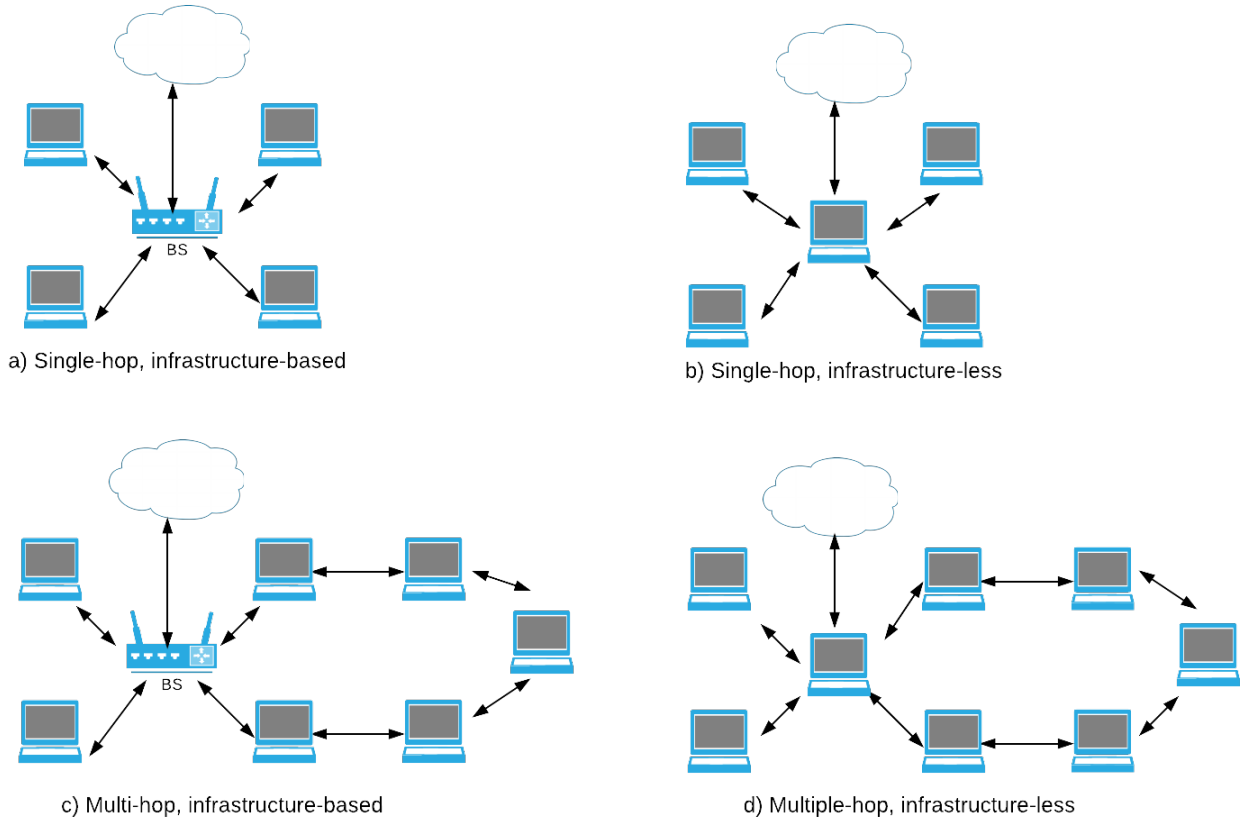 BS
a) Single-hop, infrastructure-based
b) Single-hop, infrastructure-less
BS
c) Multi-hop, infrastructure-based
d) Multiple-hop, infrastructure-less